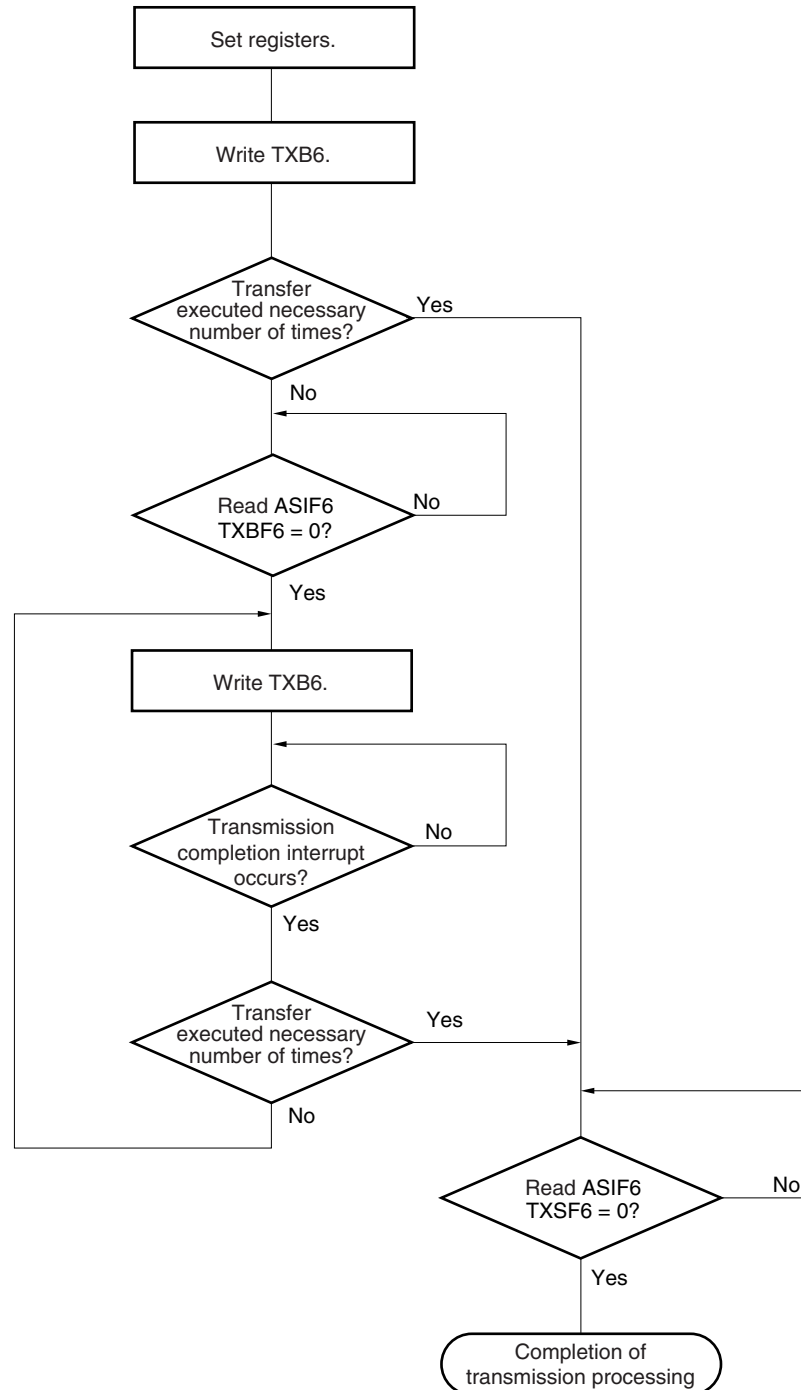 Set registers.
Write TXB6.
Transfer
executed necessary
number of times?
Yes
No
Read ASIF6
TXBF6 = 0?
No
Yes
Write TXB6.
Transmission
completion interrupt
occurs?
No
Yes
Transfer
executed necessary
number of times?
Yes
No
Read ASIF6
TXSF6 = 0?
No
Yes
Completion of
transmission processing